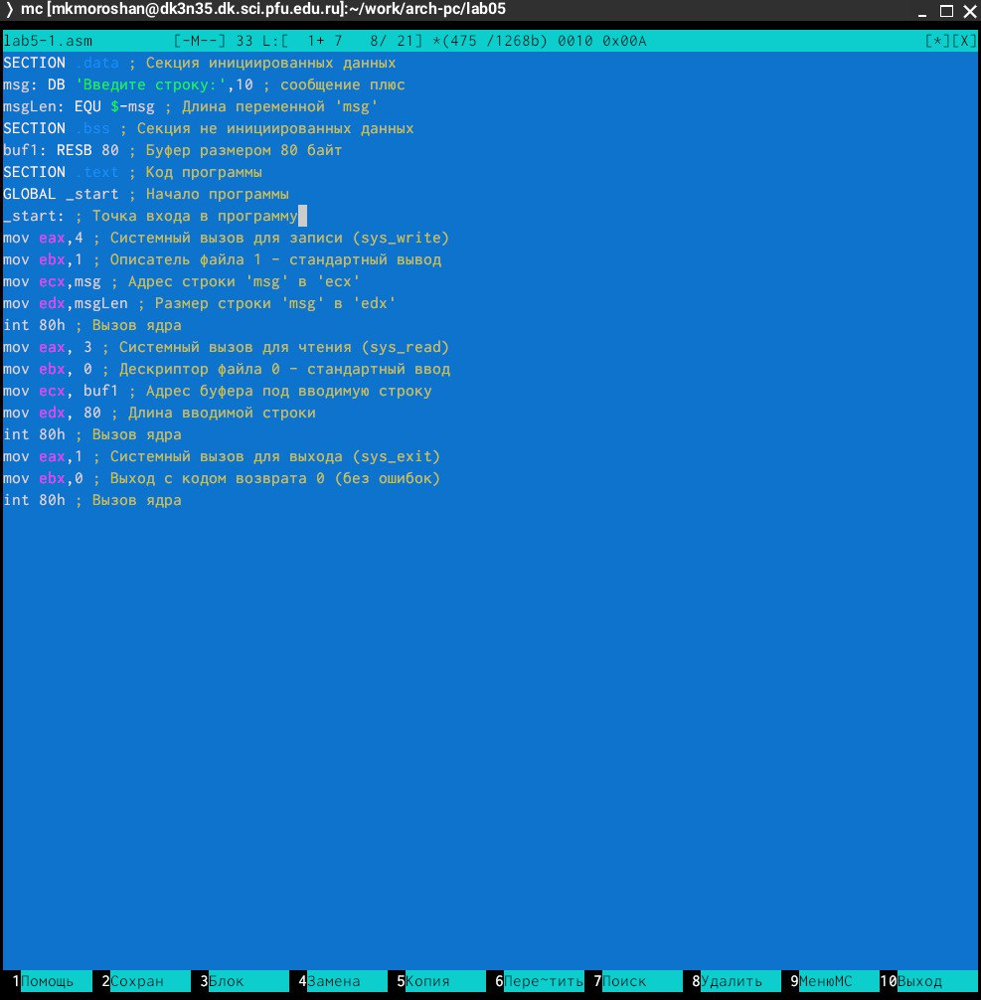 ❭ mc [mkmoroshan@dk3n35.dk.sci.pfu.edu.ru]:~/work/arch-pc/lab05
lab5-1.asm [-M--] 33 L:[ 1+ 7 8/ 21] *(475 /1268b) 0010 0x00A [*][X]
SECTION .data ; Секция инициированных данных
msg: DB 'Введите строку:',10 ; сообщение плюс
msgLen: EQU $-msg ; Длина переменной 'msg'
SECTION .bss ; Секция не инициированных данных
buf1: RESB 80 ; Буфер размером 80 байт
SECTION .text ; Код программы
GLOBAL _start ; Начало программы
_start: ; Точка входа в программу
mov eax,4 ; Системный вызов для записи (sys_write)
mov ebx,1 ; Описатель файла 1 - стандартный вывод
mov ecx,msg ; Адрес строки 'msg' в 'ecx'
mov edx,msgLen ; Размер строки 'msg' в 'edx'
int 80h ; Вызов ядра
mov eax, 3 ; Системный вызов для чтения (sys_read)
mov ebx, 0 ; Дескриптор файла 0 - стандартный ввод
mov ecx, buf1 ; Адрес буфера под вводимую строку
mov edx, 80 ; Длина вводимой строки
int 80h ; Вызов ядра
mov eax,1 ; Системный вызов для выхода (sys_exit)
mov ebx,0 ; Выход с кодом возврата 0 (без ошибок)
int 80h ; Вызов ядра
1Помощь 2Сохран 3Блок 4Замена 5Копия 6Пере~тить 7Поиск 8Удалить 9МенюMC 10Выход